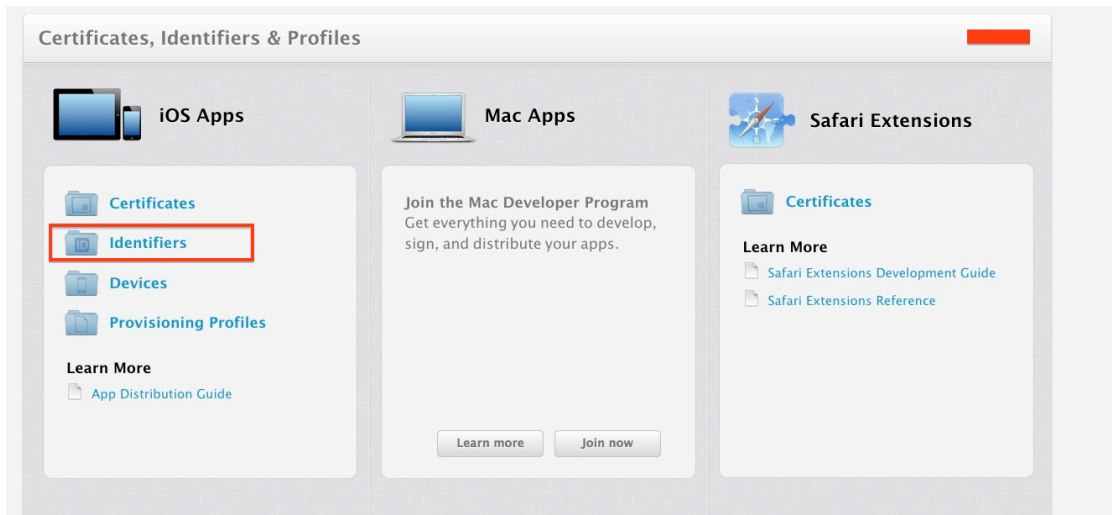 Certificates, Identifiers & Profiles
iOS Apps
Certificates
ID
Identifiers
Devices
Provisioning Profiles
Learn More
App Distribution Guide
Mac Apps
Join the Mac Developer Program
Get everything you need to develop,
sign, and distribute your apps.
Learn more
Join now
Safari Extensions
Certificates
Learn More
Safari Extensions Development Guide
Safari Extensions Reference